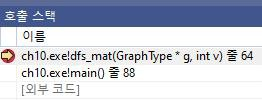 호출 스택
이름
ch10.exe!dfs_mat(GraphType * g, int v) 줄 64
ch10.exe!main() 줄 88
[외부 코드]